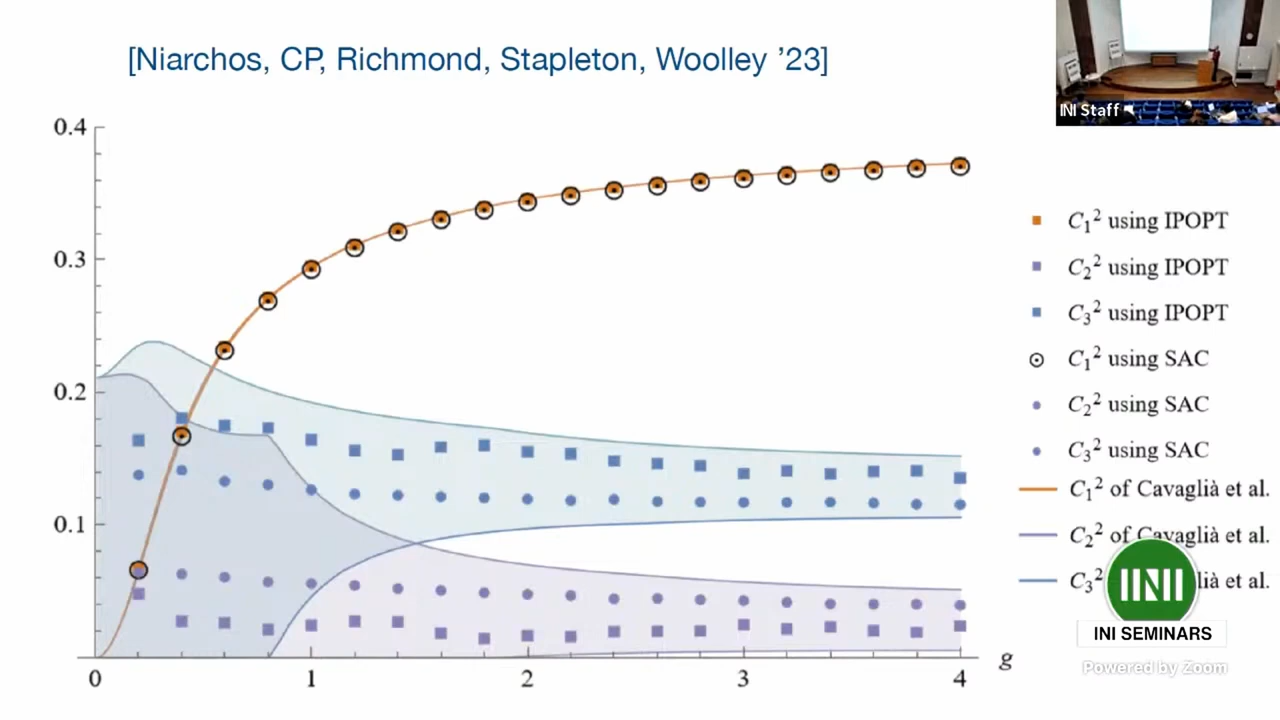 [Niarchos, CP, Richmond, Stapleton, Woolley ’23]
INI Staff
0.4
0.3
0.2
0.1
0
1
2
3
4
g
C₁² using IPOPT
C₂² using IPOPT
C₃² using IPOPT
C₁² using SAC
C₂² using SAC
C₃² using SAC
C₁² of Cavaglià et al.
C₂² of Cavaglià et al.
C₃² lià et al.
INI
INI SEMINARS
Powered by Zoom